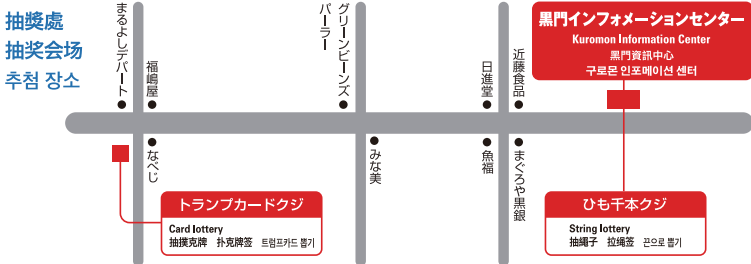 抽獎處
抽奖会场
추첨 장소
まるよしデパート
福嶋屋
グリーンビーンズ
パーラー
日進堂
近藤食品
黒門インフォメーションセンター
Kuromon Information Center
黑門資訊中心
구로몬 인포메이션 센터
なべじ
みな美
魚福
まぐろや黒銀
トランプカードクジ
Card lottery
抽撲克牌 扑克牌签 트럼프카드 뽑기
ひも千本クジ
String lottery
抽繩子 拉绳签 끈으로 뽑기